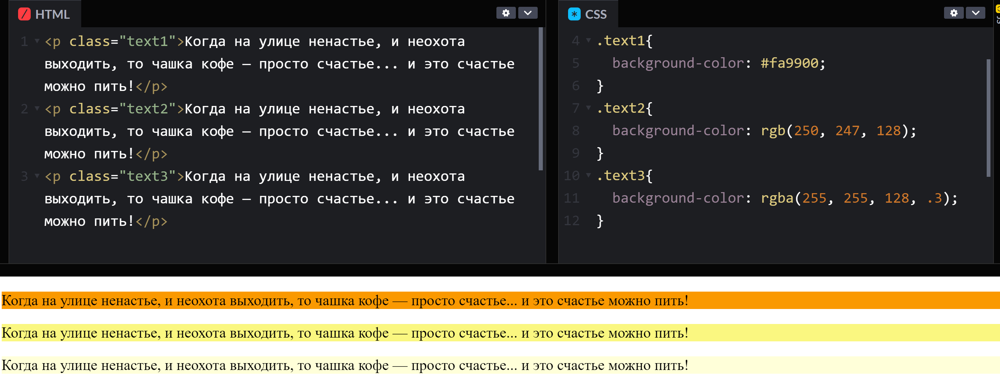 HTML
1 <p class="text1">Когда на улице ненастье, и неохота
выходить, то чашка кофе — просто счастье... и это счастье
можно пить!</p>
2 <p class="text2">Когда на улице ненастье, и неохота
выходить, то чашка кофе — просто счастье... и это счастье
можно пить!</p>
3 <p class="text3">Когда на улице ненастье, и неохота
выходить, то чашка кофе — просто счастье... и это счастье
можно пить!</p>
CSS
4 .text1{
5 background-color: #fa9900;
6 }
7 .text2{
8 background-color: rgb(250, 247, 128);
9 }
10 .text3{
11 background-color: rgba(255, 255, 128, .3);
12 }
Когда на улице ненастье, и неохота выходить, то чашка кофе — просто счастье... и это счастье можно пить!
Когда на улице ненастье, и неохота выходить, то чашка кофе — просто счастье... и это счастье можно пить!
Когда на улице ненастье, и неохота выходить, то чашка кофе — просто счастье... и это счастье можно пить!